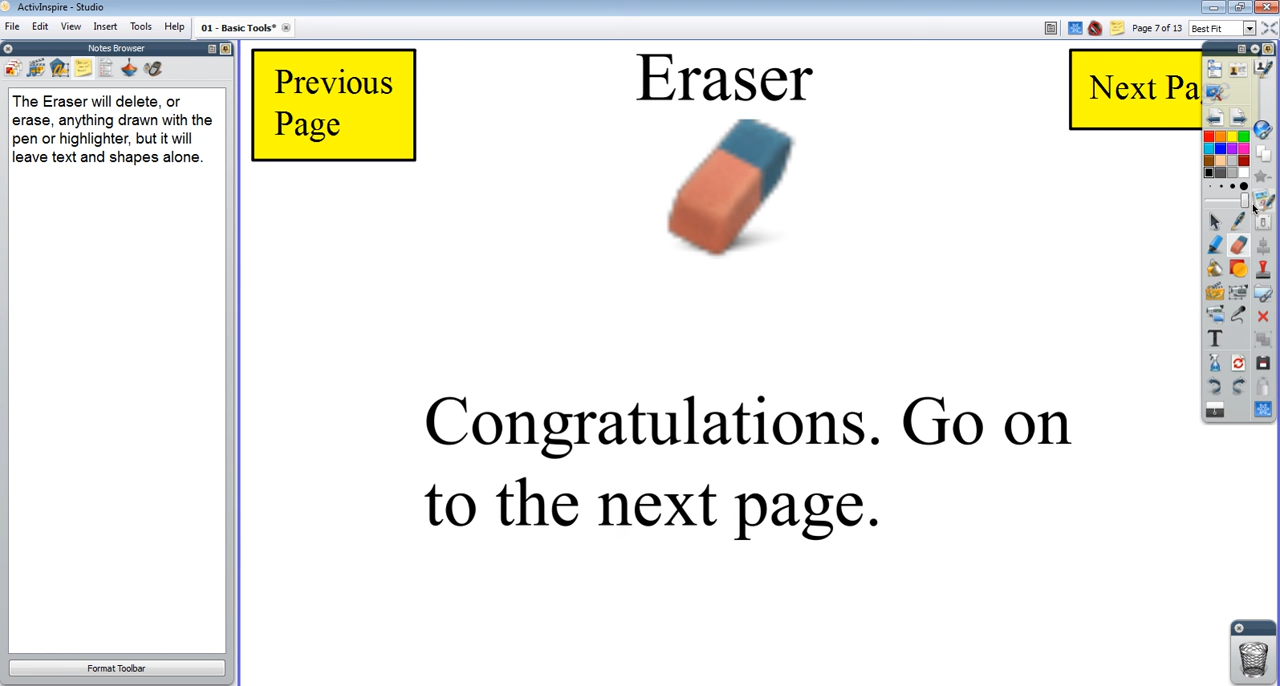 ActivInspire - Studio
File Edit View Insert Tools Help 01 - Basic Tools* Page 7 of 13 Best Fit
Notes Browser
The Eraser will delete, or
erase, anything drawn with the
pen or highlighter, but it will
leave text and shapes alone.
Format Toolbar
Previous
Page
Eraser
Next Pa
Congratulations. Go on
to the next page.
T